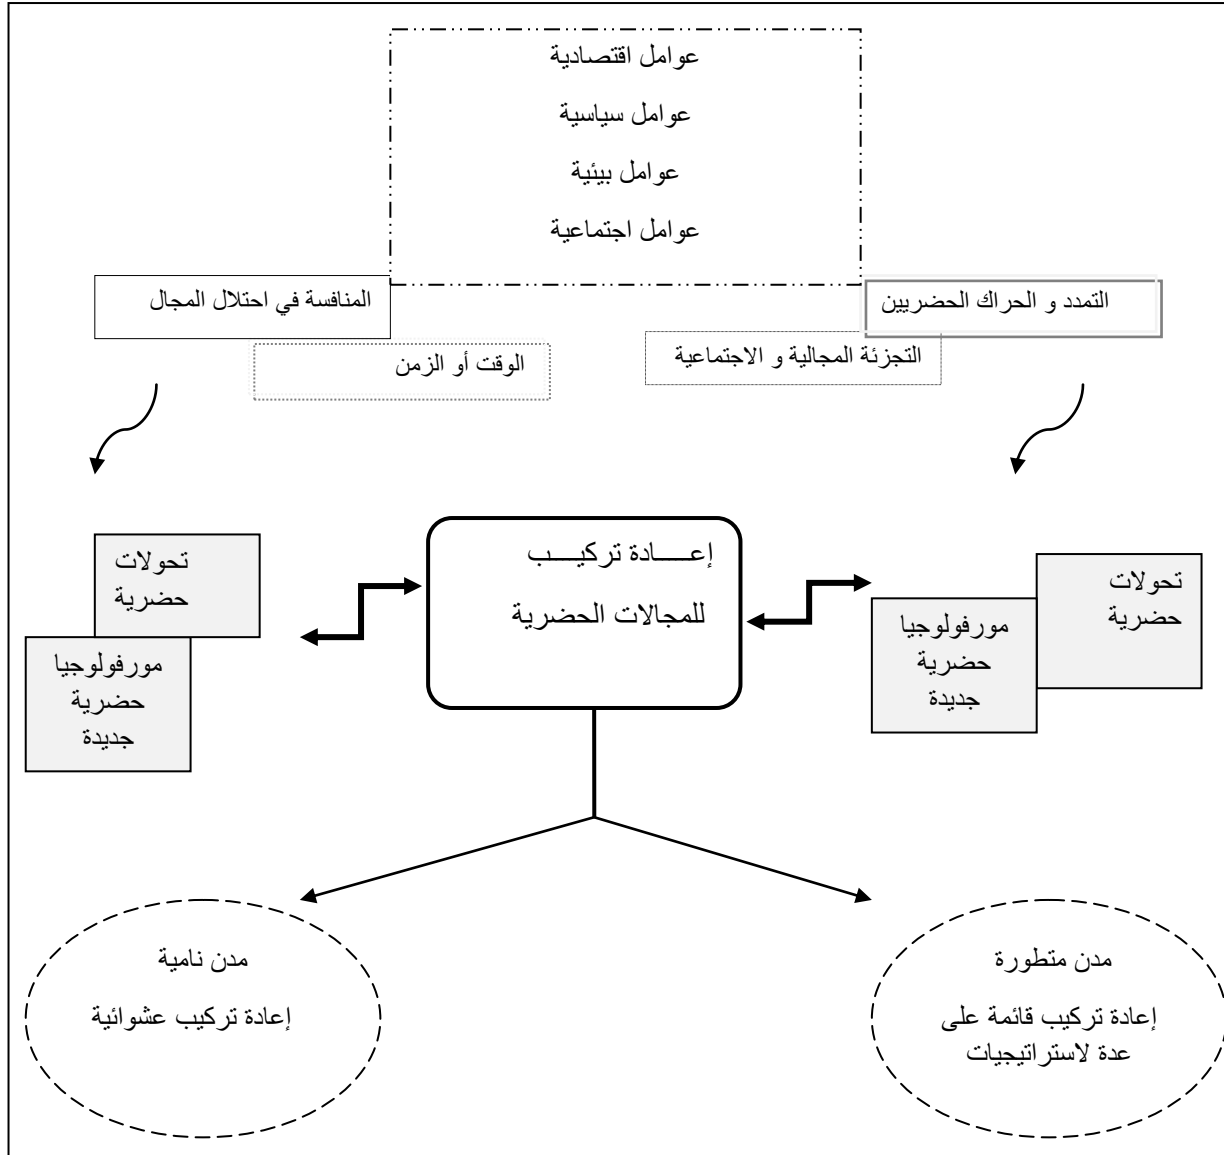 عوامل اقتصادية
عوامل سياسية
عوامل بيئية
عوامل اجتماعية
التمدد و الحراك الحضريين
المنافسة في احتلال المجال
التجزئة المجالية و الاجتماعية
الوقت أو الزمن
تحولات
حضرية
مورفولوجيا
حضرية
جديدة
إعـــــادة تركيـــــب
للمجالات الحضرية
تحولات
حضرية
مورفولوجيا
حضرية
جديدة
مدن متطورة
إعادة تركيب قائمة على
عدة لاستراتيجيات
مدن نامية
إعادة تركيب عشوائية